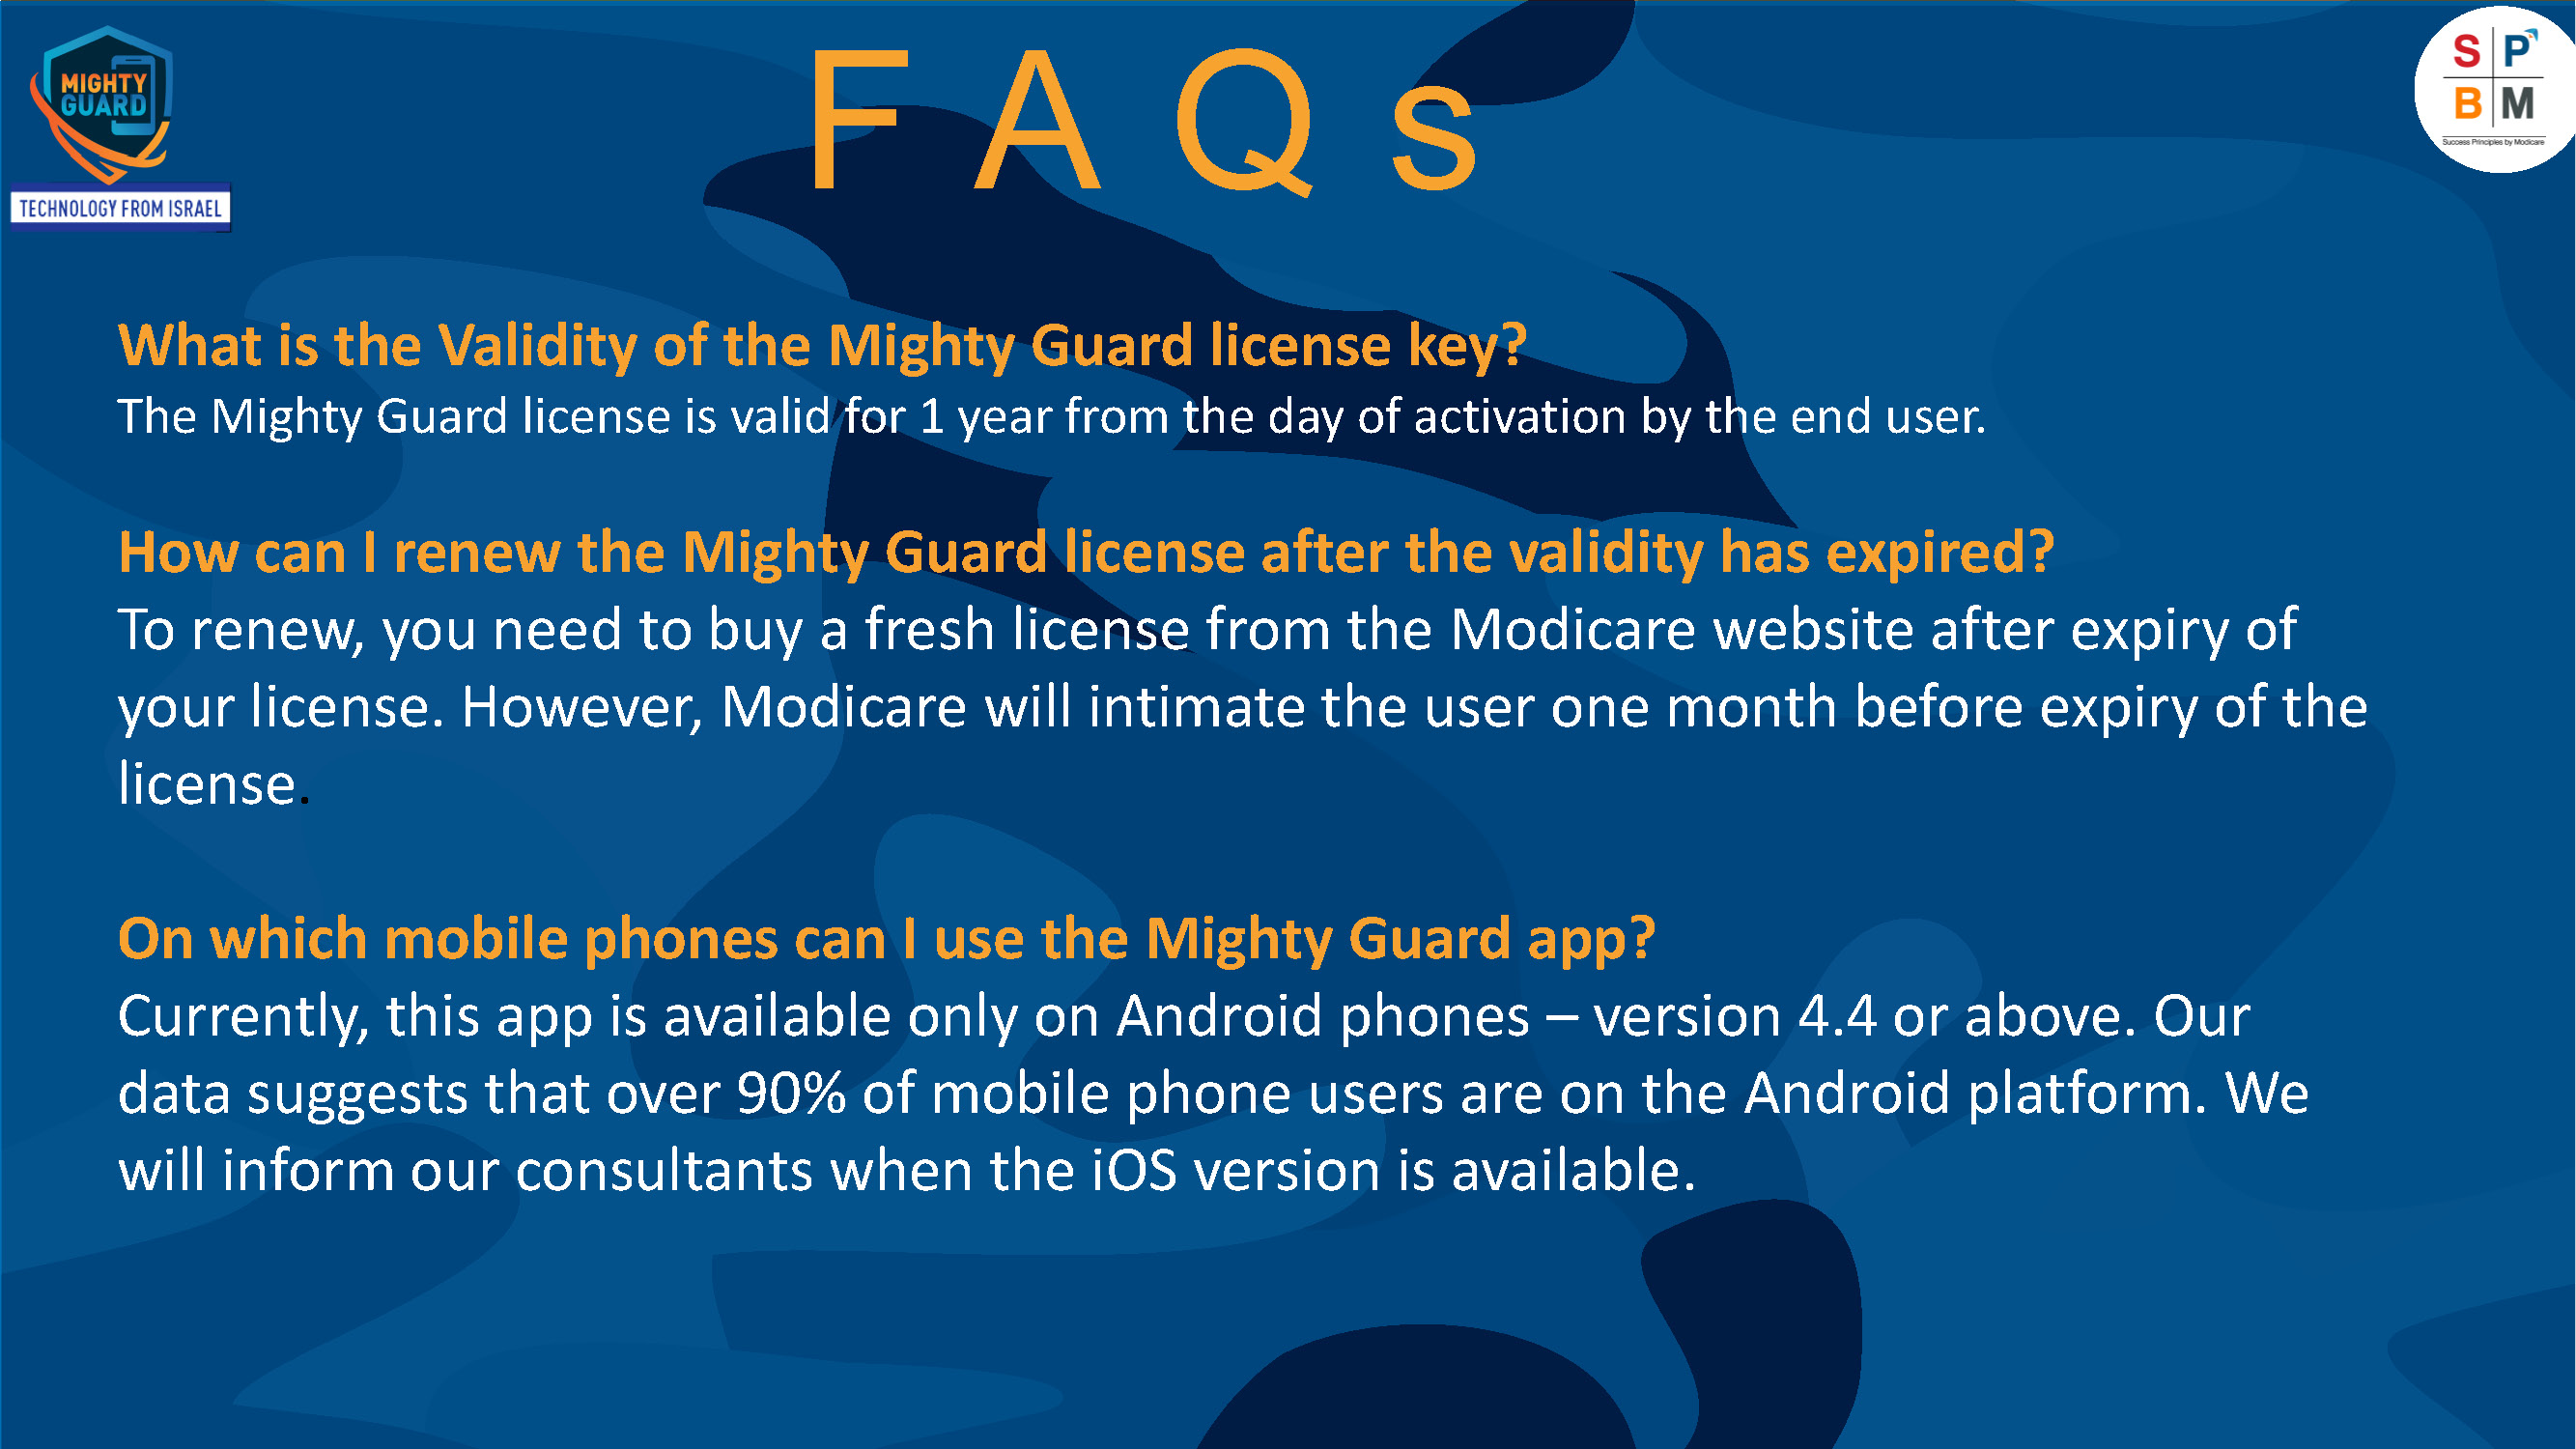 MIGHTY
GUARD
TECHNOLOGY FROM ISRAEL
F A Q s
S P
B M
Success Principles by Modicare
What is the Validity of the Mighty Guard license key?
The Mighty Guard license is valid for 1 year from the day of activation by the end user.
How can I renew the Mighty Guard license after the validity has expired?
To renew, you need to buy a fresh license from the Modicare website after expiry of
your license. However, Modicare will intimate the user one month before expiry of the
license.
On which mobile phones can I use the Mighty Guard app?
Currently, this app is available only on Android phones – version 4.4 or above. Our
data suggests that over 90% of mobile phone users are on the Android platform. We
will inform our consultants when the iOS version is available.